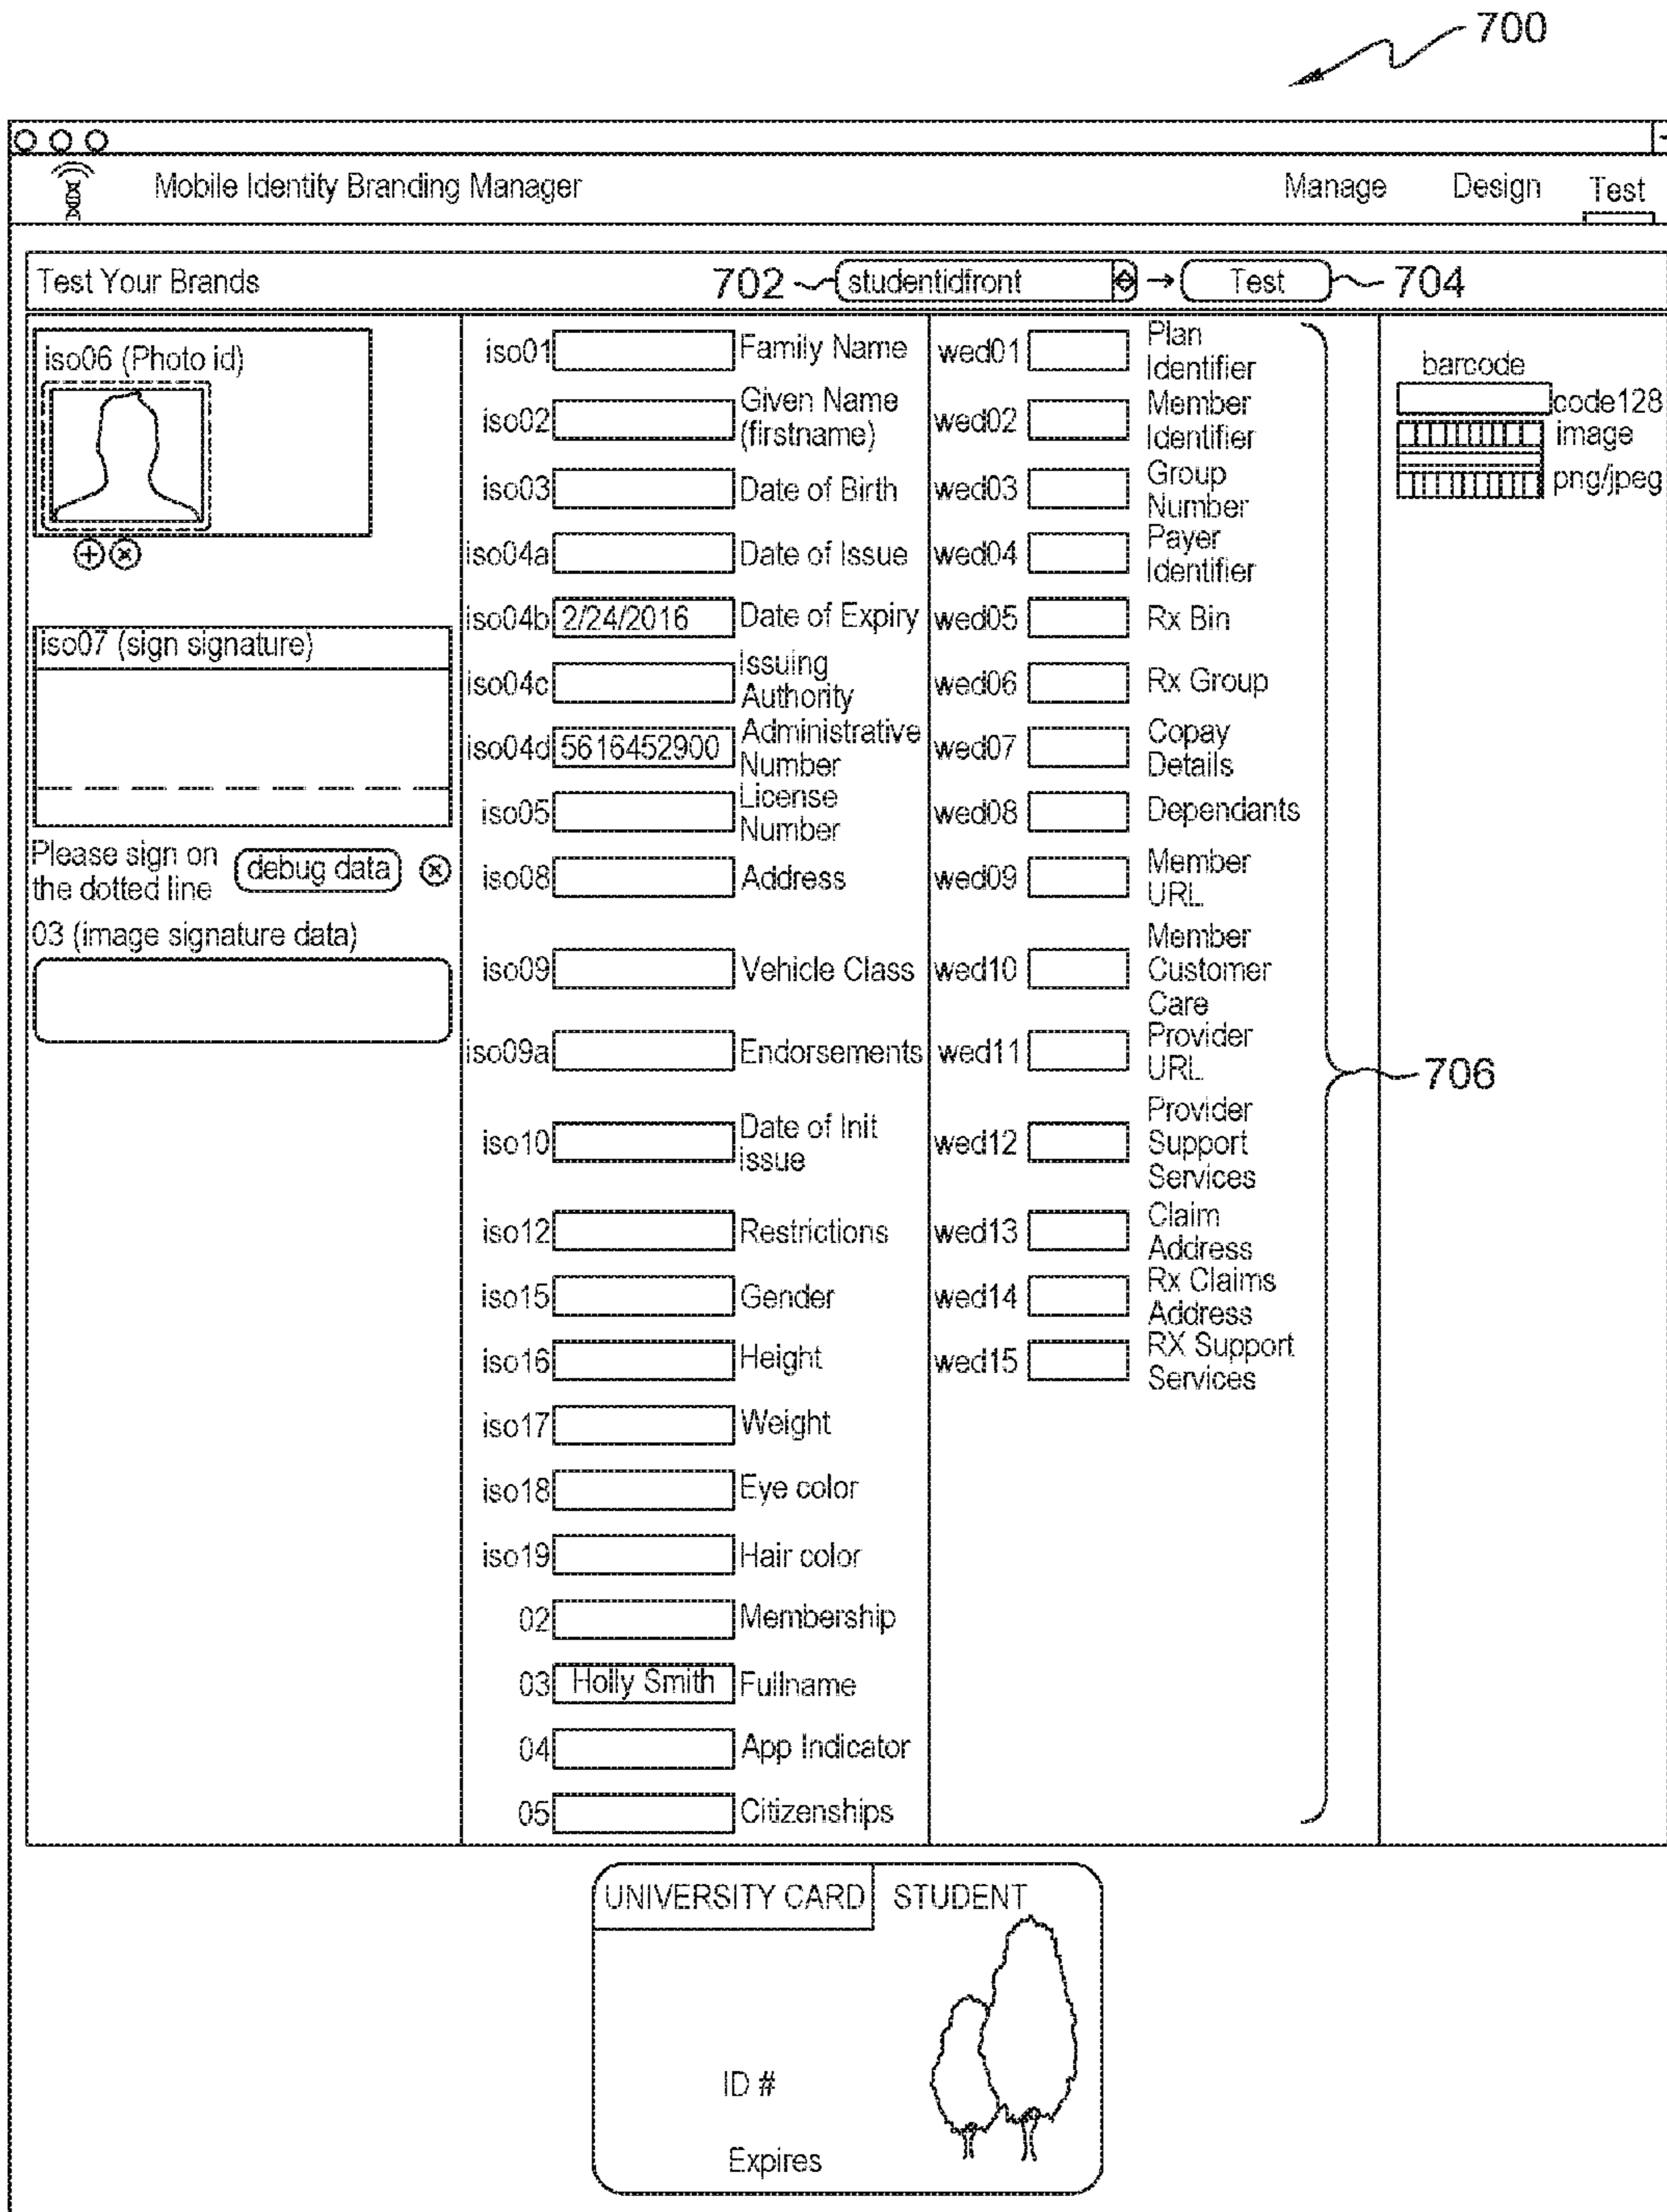 700
Mobile Identity Branding Manager Manage Design Test
Test Your Brands 702 studentidfront → Test 704
iso06 (Photo id)
iso07 (sign signature)
Please sign on
the dotted line
debug data
03 (image signature data)
iso01 Family Name
iso02 Given Name
(firstname)
iso03 Date of Birth
iso04a Date of Issue
iso04b 2/24/2016 Date of Expiry
iso04c Issuing
Authority
iso04d 5616452900 Administrative
Number
iso05 License
Number
iso08 Address
iso09 Vehicle Class
iso09a Endorsements
iso10 Date of Init
issue
iso12 Restrictions
iso15 Gender
iso16 Height
iso17 Weight
iso18 Eye color
iso19 Hair color
02 Membership
03 Holly Smith Fullname
04 App Indicator
05 Citizenships
wed01 Plan
Identifier
wed02 Member
Identifier
wed03 Group
Number
wed04 Payer
Identifier
wed05 Rx Bin
wed06 Rx Group
wed07 Copay
Details
wed08 Dependants
wed09 Member
URL
wed10 Member
Customer
Care
wed11 Provider
URL
wed12 Provider
Support
Services
wed13 Claim
Address
wed14 Rx Claims
Address
wed15 RX Support
Services
706
barcode
code128
image
png/jpeg
UNIVERSITY CARD STUDENT
ID #
Expires